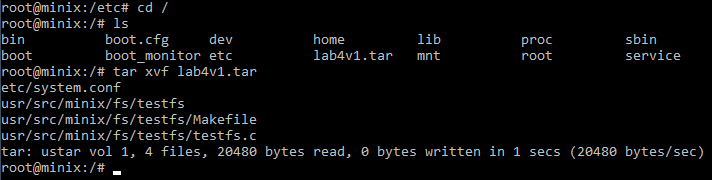 root@minix:/etc# cd /
root@minix:/# ls
bin boot.cfg dev home lib proc sbin
boot boot_monitor etc lab4v1.tar mnt root service
root@minix:/# tar xvf lab4v1.tar
etc/system.conf
usr/src/minix/fs/testfs
usr/src/minix/fs/testfs/Makefile
usr/src/minix/fs/testfs/testfs.c
tar: ustar vol 1, 4 files, 20480 bytes read, 0 bytes written in 1 secs (20480 bytes/sec)
root@minix:/#